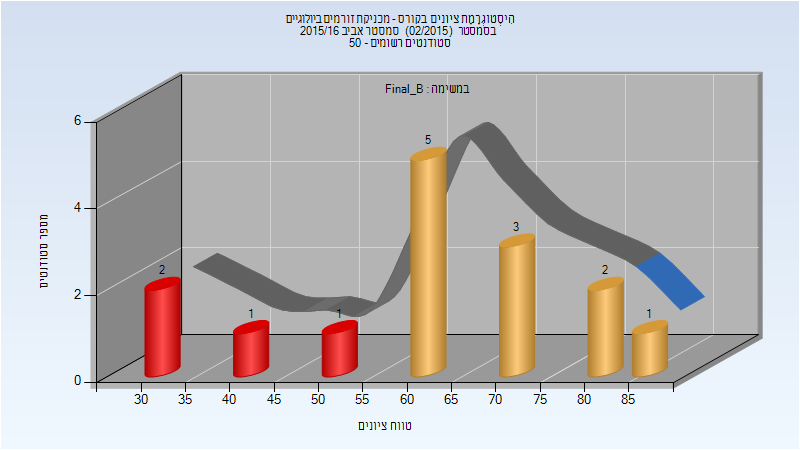 הִיסְטוֹגְרָמַת ציונים בקורס - מכניקת זורמים ביולוגיים
בסמסטר (02/2015) סמסטר אביב 2015/16
סטודנטים רשומים - 50
במשימה : Final_B
מספר סטודנטים
6
4
2
0
2
1
1
5
3
2
1
30 35 40 45 50 55 60 65 70 75 80 85
טווח ציונים